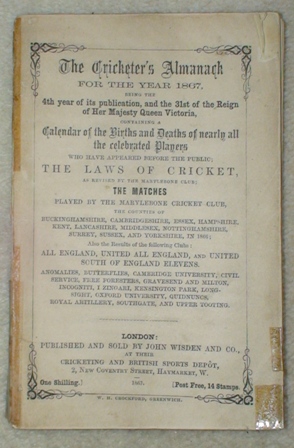 The Cricketer's Almanack
FOR THE YEAR 1867,
BEING THE
4th year of its publication, and the 31st of the Reign
of Her Majesty Queen Victoria,
CONTAINING A
Calendar of the Births and Deaths of nearly all
the celebrated Players
WHO HAVE APPEARED BEFORE THE PUBLIC;
THE LAWS OF CRICKET,
AS REVISED BY THE MARYLEBONE CLUB;
THE MATCHES
PLAYED BY THE MARYLEBONE CRICKET CLUB,
THE COUNTIES OF
BUCKINGHAMSHIRE, CAMBRIDGESHIRE, ESSEX, HAMPSHIRE,
KENT, LANCASHIRE, MIDDLESEX, NOTTINGHAMSHIRE,
SURREY, SUSSEX, AND YORKSHIRE, IN 1866;
Also the Results of the following Clubs:
ALL ENGLAND, UNITED ALL ENGLAND, AND UNITED
SOUTH OF ENGLAND ELEVENS.
ANOMALIES, BUTTERFLIES, CAMBRIDGE UNIVERSITY, CIVIL
SERVICE, FREE FORESTERS, GRAVESEND AND MILTON,
INCOGNITI, I ZINGARI, KENSINGTON PARK, LONG-
SIGHT, OXFORD UNIVERSITY, QUIDNUNCS,
ROYAL ARTILLERY, SOUTHGATE, AND UPPER TOOTING.
LONDON:
PUBLISHED AND SOLD BY JOHN WISDEN AND CO.,
AT THEIR
CRICKETING AND BRITISH SPORTS DEPÔT,
2, NEW COVENTRY STREET, HAYMARKET, W.
One Shilling.] 1867. [Post Free, 14 Stamps.
W. H. CROCKFORD, GREENWICH.